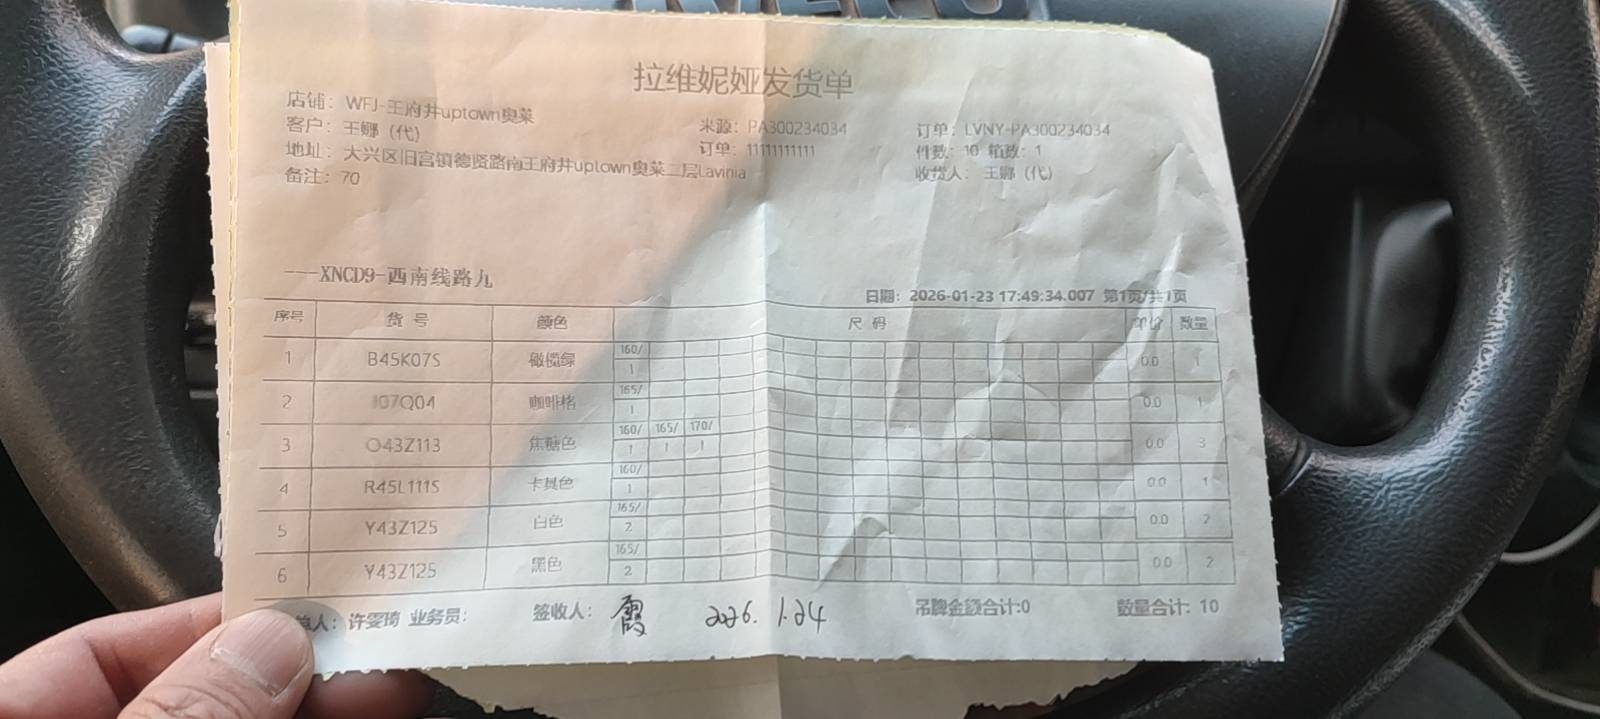 拉维妮娅发货单
店铺：WFJ-王府井uptown奥莱
客户：王娜（代） 来源：PA300234034 订单：LVNY-PA300234034
地址：大兴区旧宫镇德贤路南王府井uptown奥莱二层Lavinia 订单：11111111111 件数：10 箱数：1
备注：70 收货人：王娜（代）
---XNCD9-西南线路九
日期：2026-01-23 17:49:34.007 第1页/共1页
序号 货号 颜色 尺码 单价 数量
160/
1 B45K07S 橄榄绿 1 0.0 1
165/
2 I07Q04 咖啡格 1 0.0 1
160/ 165/ 170/
3 O43Z113 焦糖色 1 1 1 0.0 3
160/
4 R45L111S 卡其色 1 0.0 1
165/
5 Y43Z125 白色 2 0.0 2
165/
6 Y43Z125 黑色 2 0.0 2
单人：许雯琦 业务员： 签收人：霞 2026.1.24 吊牌金额合计:0 数量合计：10